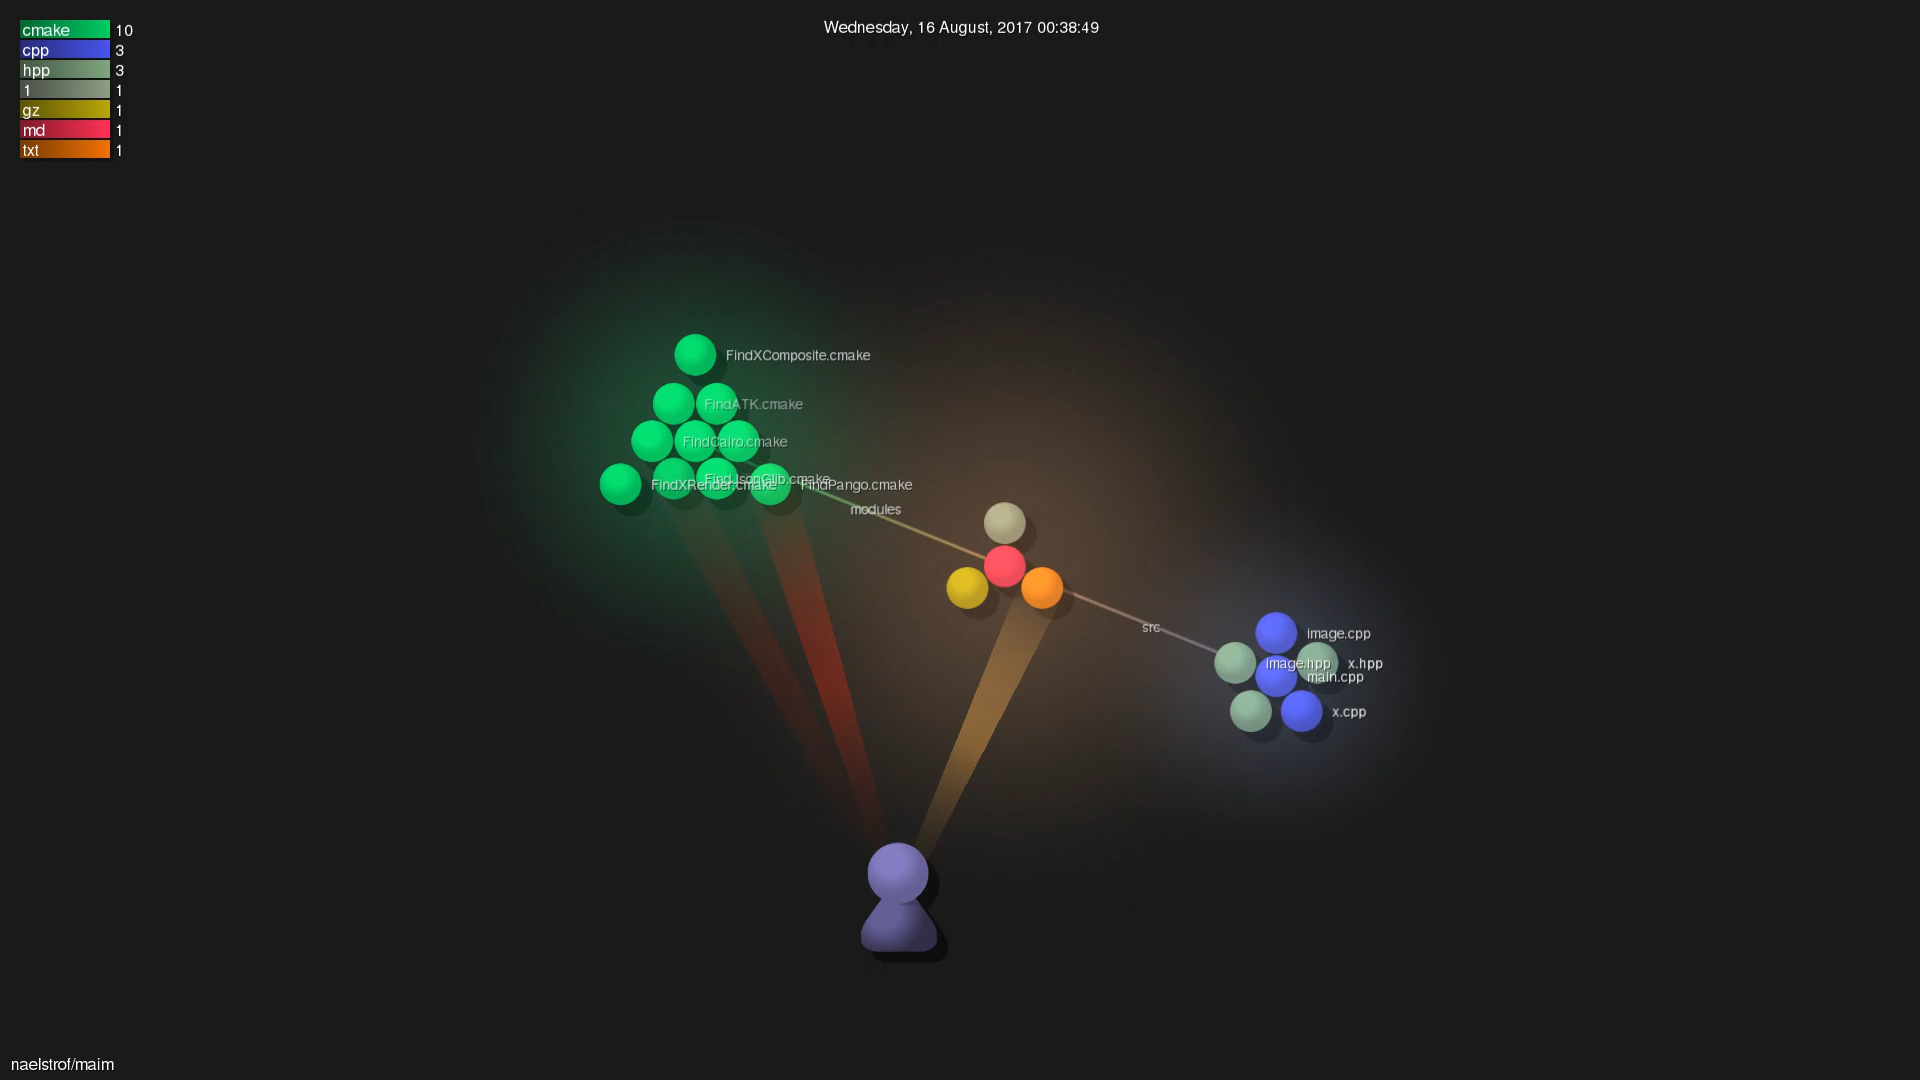 cmake 10
cpp 3
hpp 3
1 1
gz 1
md 1
txt 1
Wednesday, 16 August, 2017 00:38:49
FindXComposite.cmake
FindATK.cmake
FindCairo.cmake
FindJsonGlib.cmake
FindXRender.cmake
FindPango.cmake
modules
src
image.cpp
image.hpp
x.hpp
main.cpp
x.cpp
naelstrof/maim